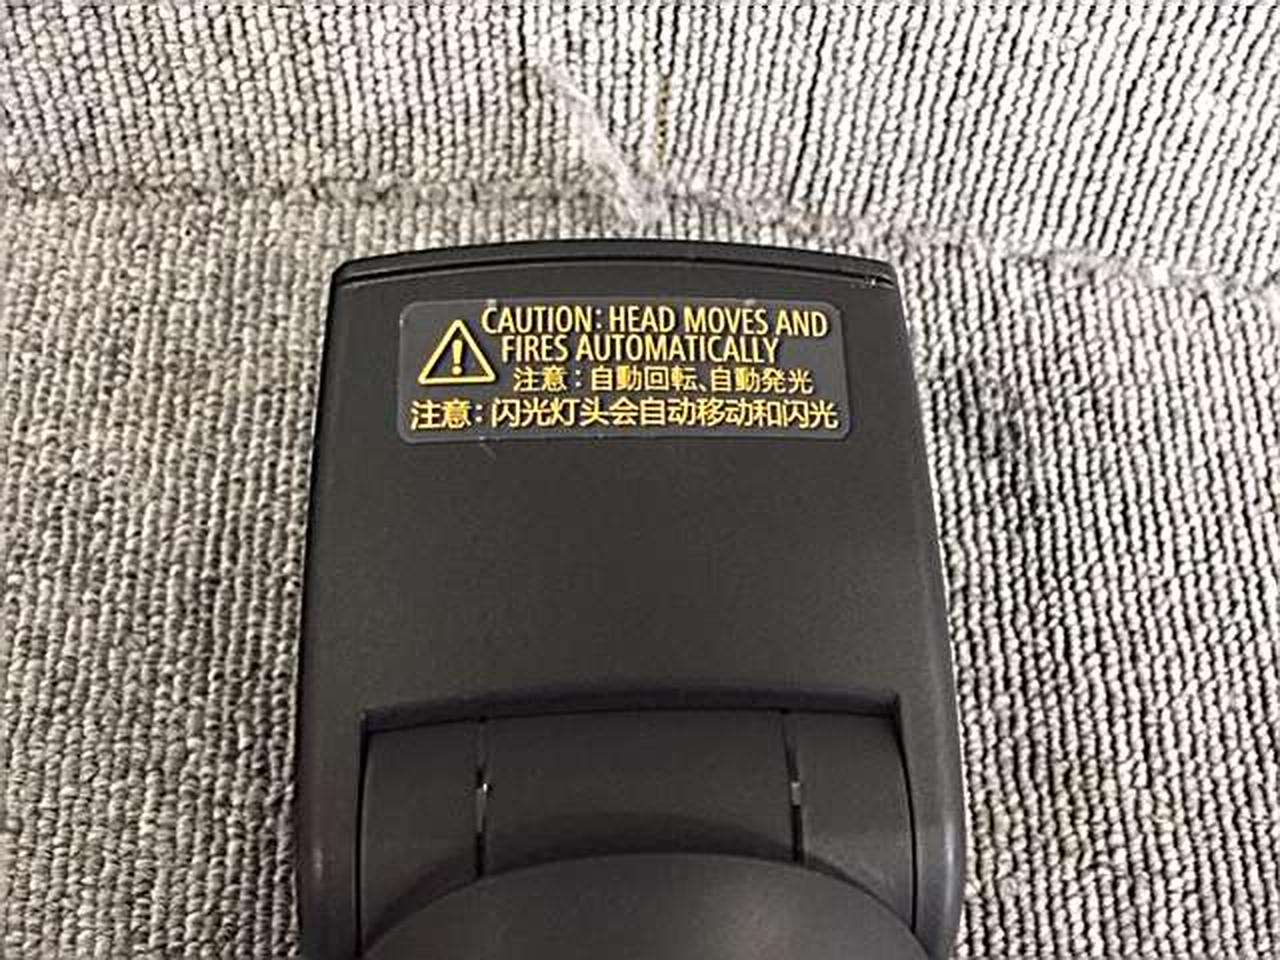 CAUTION: HEAD MOVES AND
FIRES AUTOMATICALLY
注意：自動回転、自動発光
注意：闪光灯头会自动移动和闪光